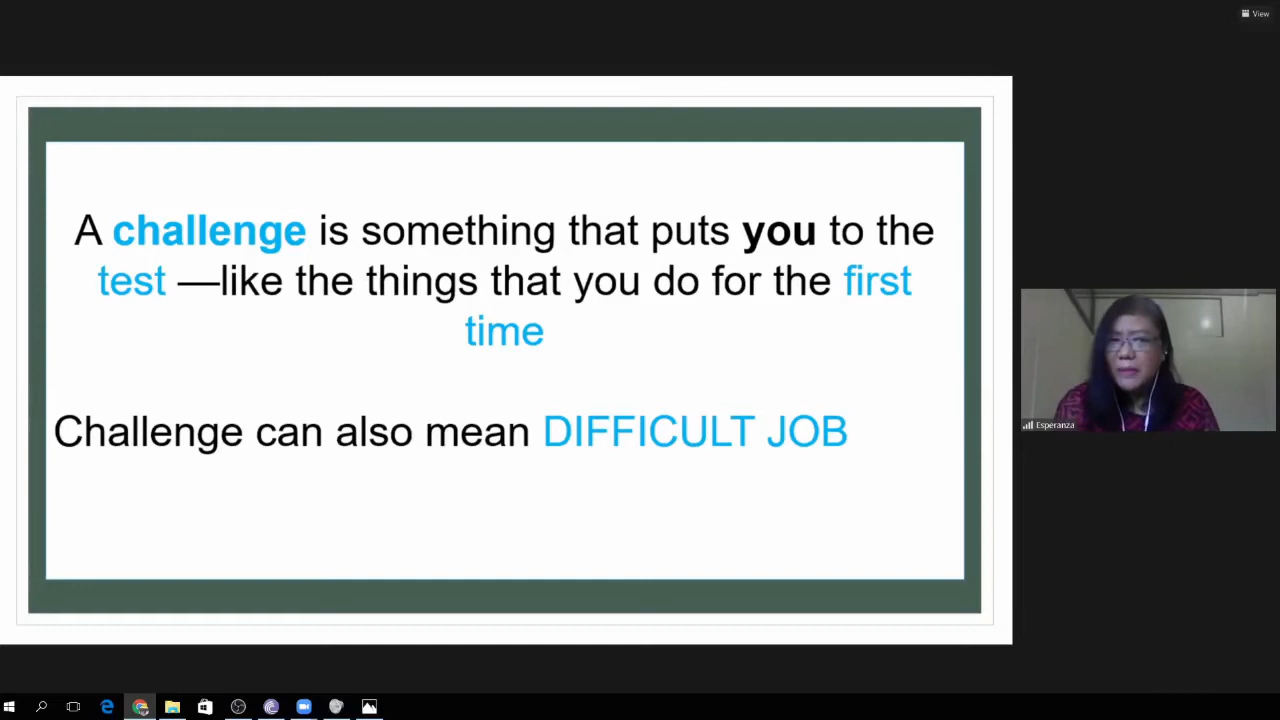 View
A challenge is something that puts you to the
test —like the things that you do for the first
time
Challenge can also mean DIFFICULT JOB
Esperanza